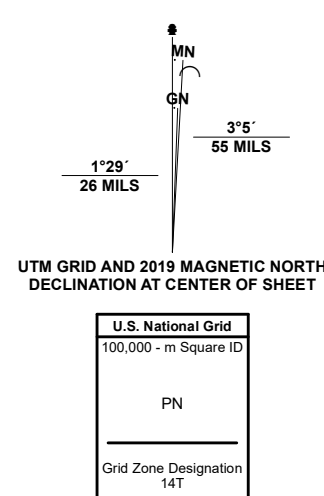 MN
GN
3°5´
55 MILS
1°29´
26 MILS
UTM GRID AND 2019 MAGNETIC NORTH
DECLINATION AT CENTER OF SHEET
U.S. National Grid
100,000 - m Square ID
PN
Grid Zone Designation
14T